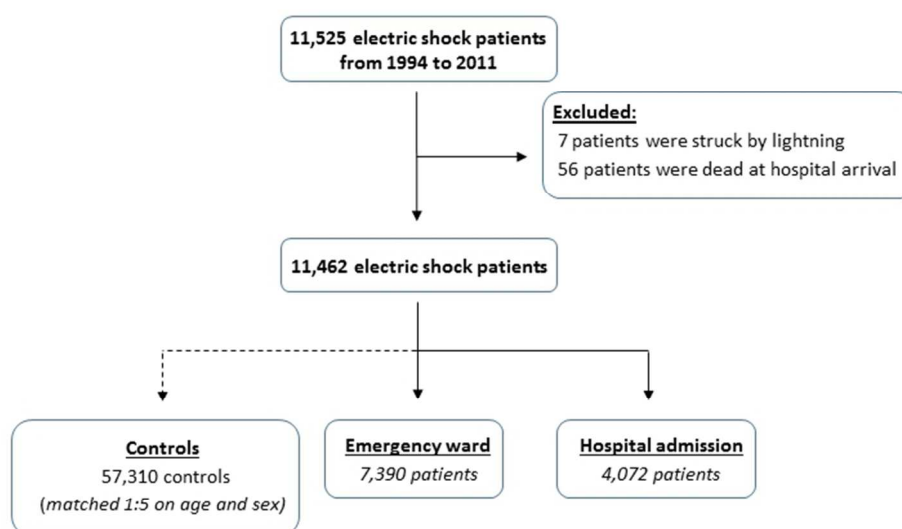 11,525 electric shock patients
from 1994 to 2011
Excluded:
7 patients were struck by lightning
56 patients were dead at hospital arrival
11,462 electric shock patients
Controls
57,310 controls
(matched 1:5 on age and sex)
Emergency ward
7,390 patients
Hospital admission
4,072 patients